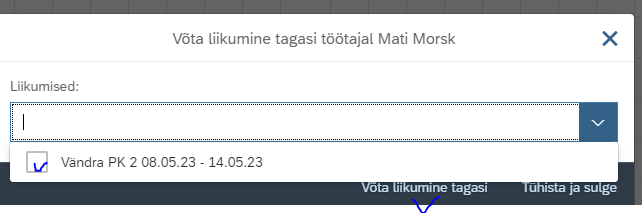 Võta liikumine tagasi töötajal Mati Morsk
Liikumised:
Vändra PK 2 08.05.23 - 14.05.23
Võta liikumine tagasi Tühista ja sulge